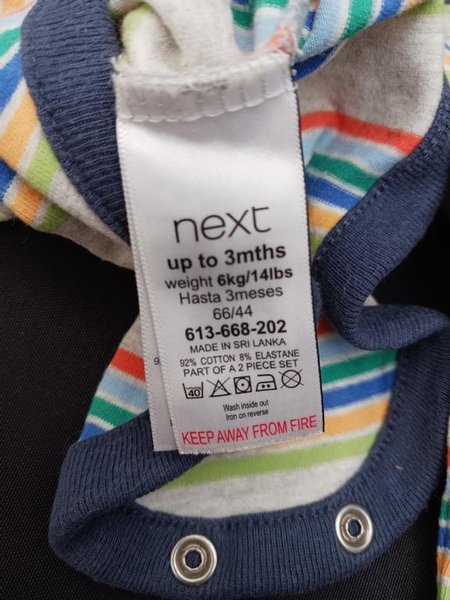 next
up to 3mths
weight 6kg/14lbs
Hasta 3meses
66/44
613-668-202
MADE IN SRI LANKA
92% COTTON 8% ELASTANE
PART OF A 2 PIECE SET
40
Wash inside out
Iron on reverse
KEEP AWAY FROM FIRE